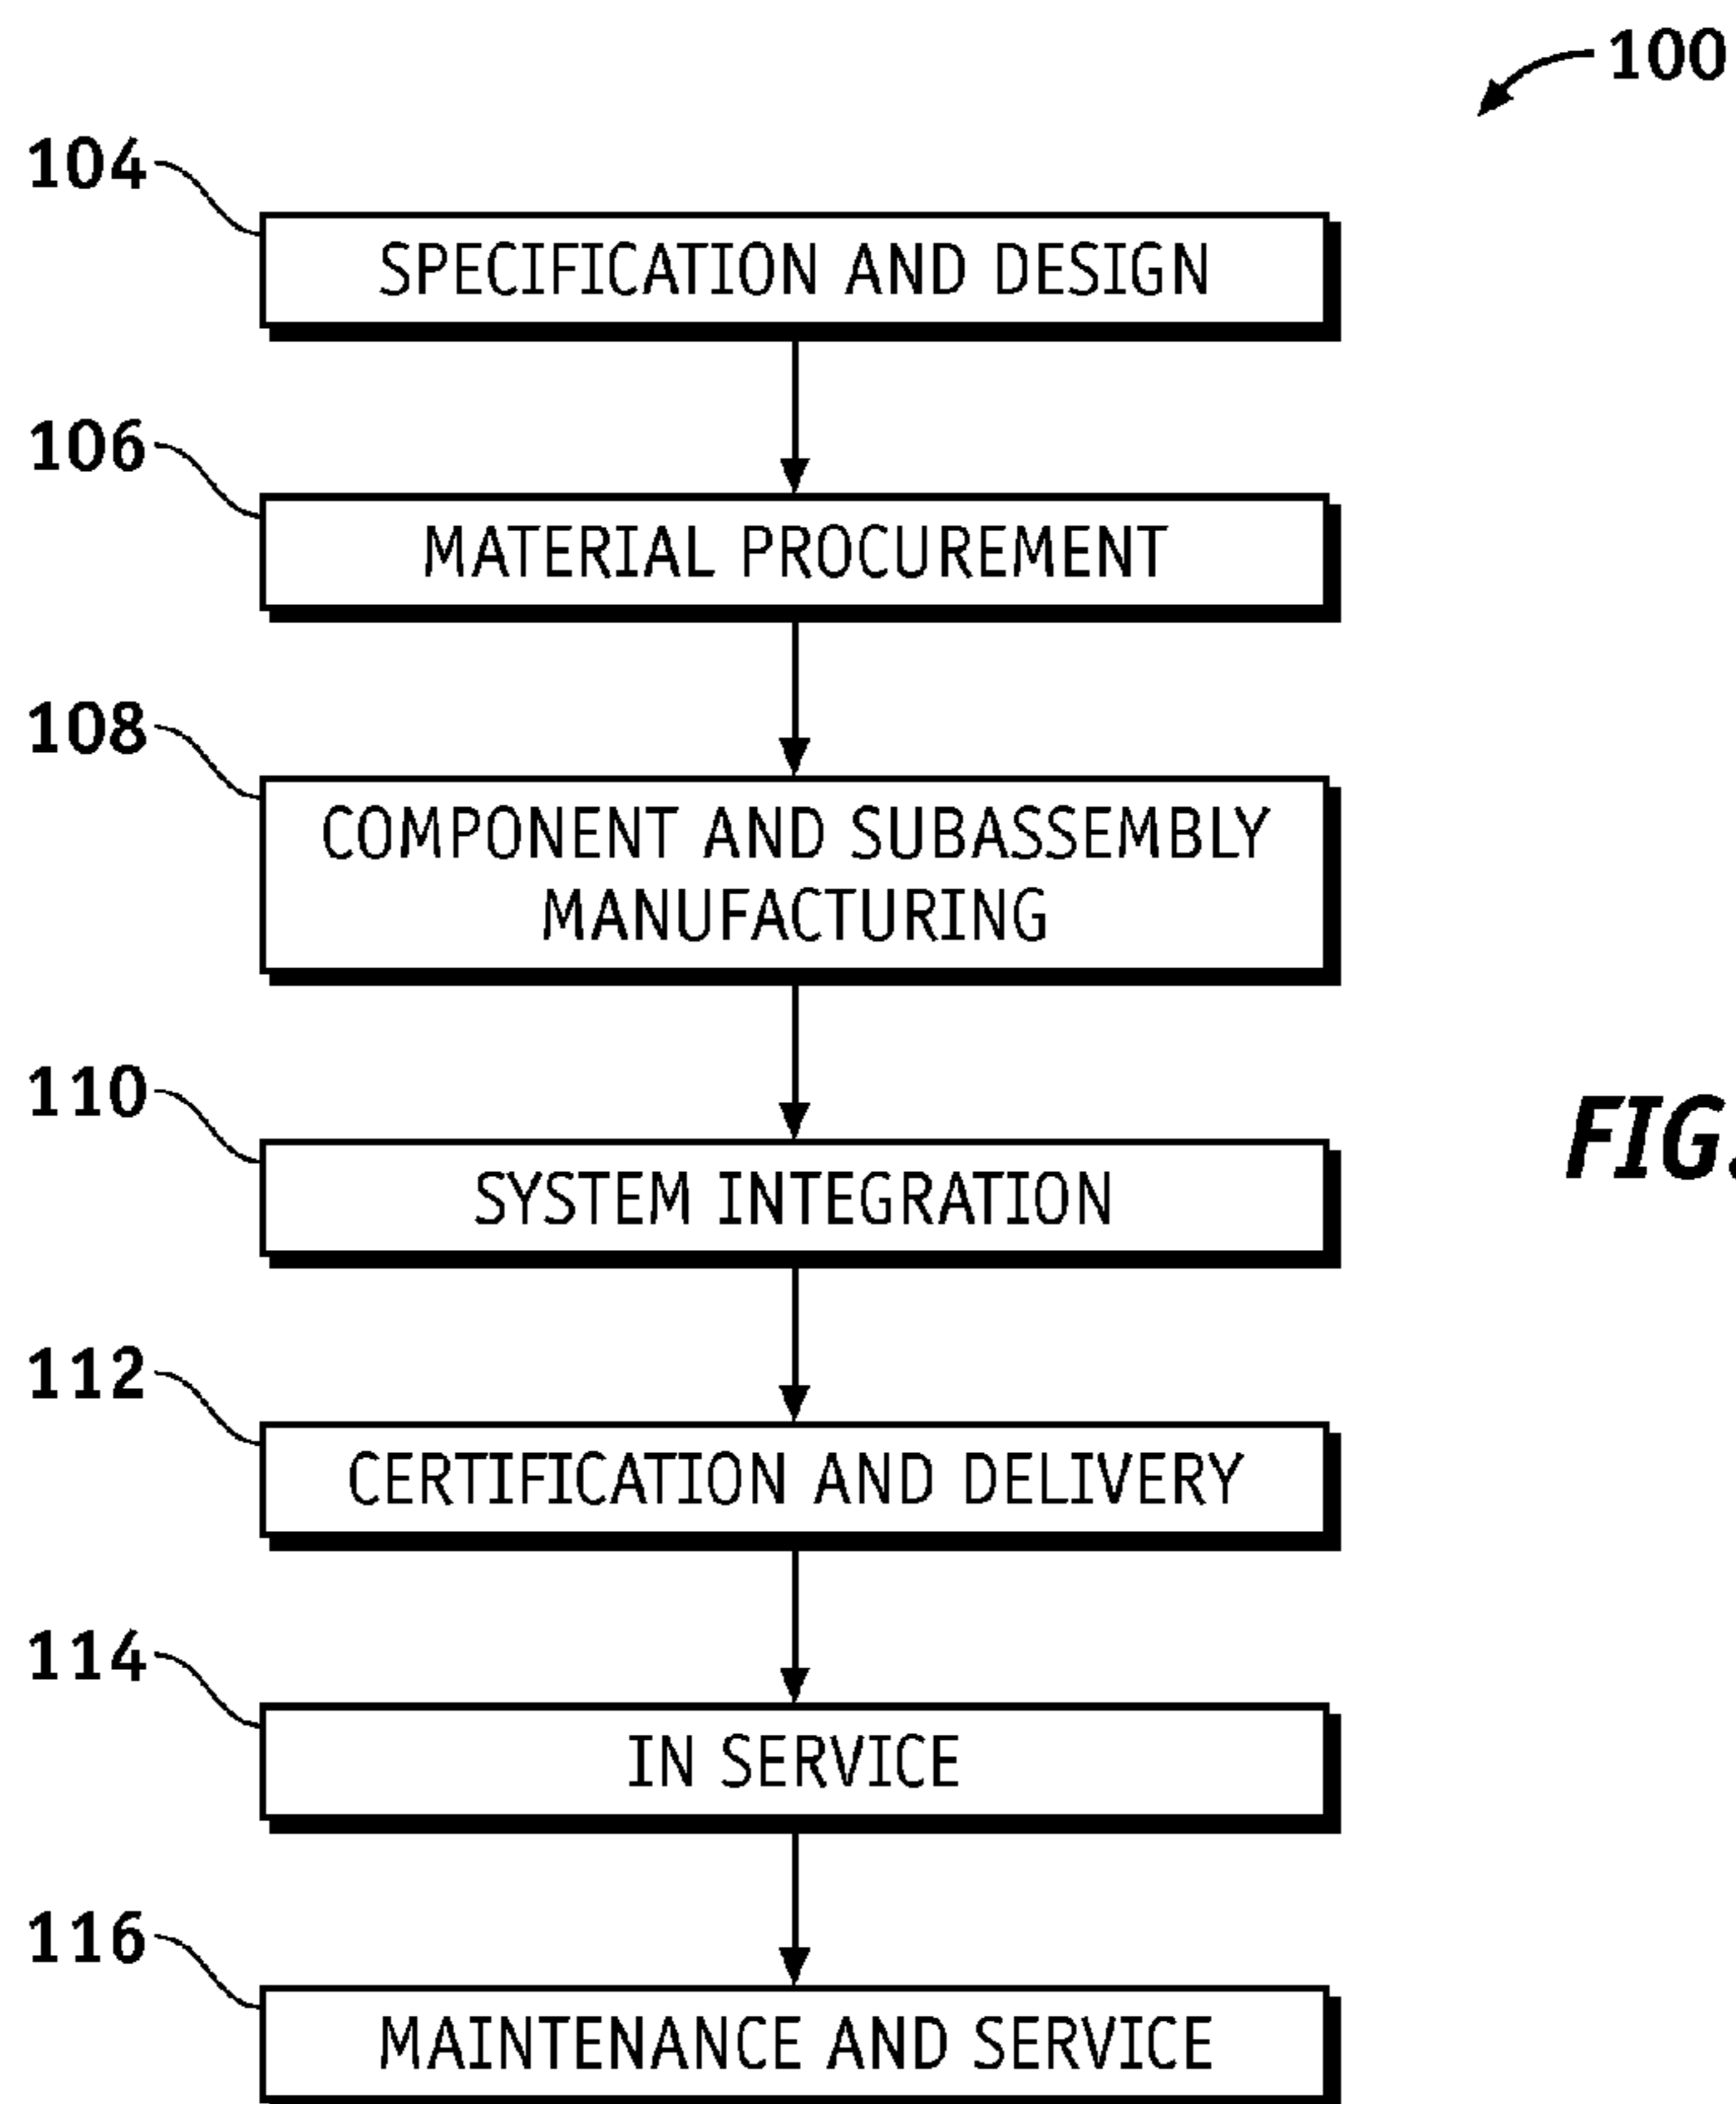 100
104
SPECIFICATION AND DESIGN
106
MATERIAL PROCUREMENT
108
COMPONENT AND SUBASSEMBLY
MANUFACTURING
110
FIG.
SYSTEM INTEGRATION
112
CERTIFICATION AND DELIVERY
114
IN SERVICE
116
MAINTENANCE AND SERVICE